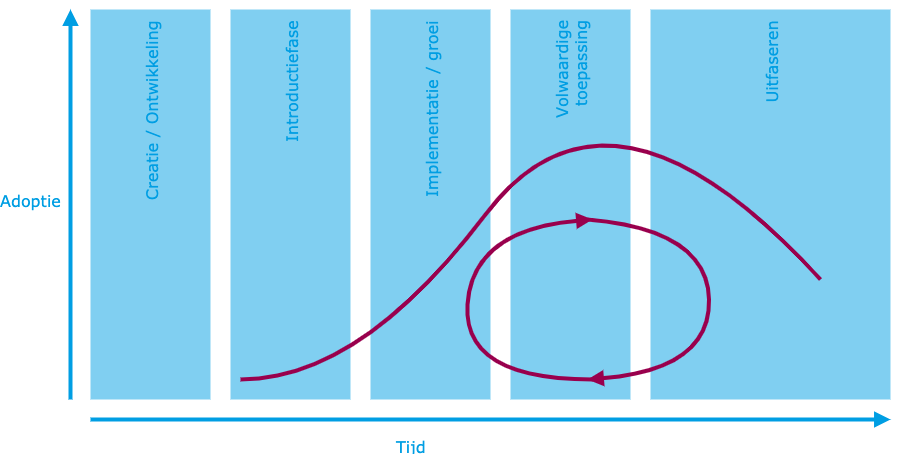 Creatie / Ontwikkeling
Introductiefase
Implementatie / groei
Volwaardige
toepassing
Uitfaseren
Adoptie
Tijd